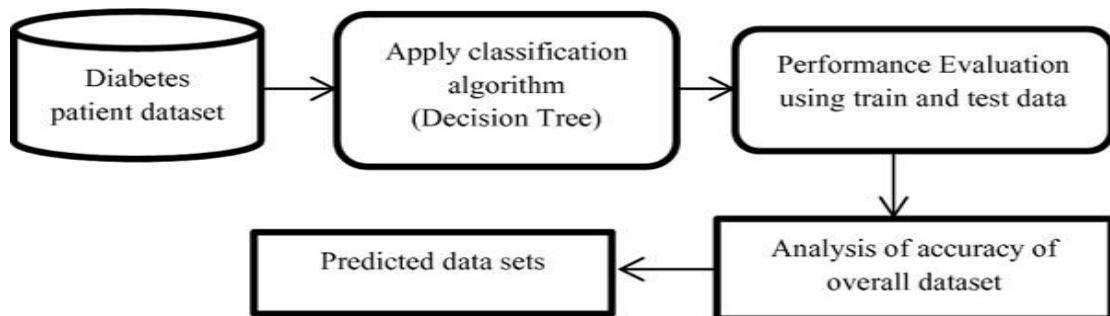 Diabetes
patient dataset
Apply classification
algorithm
(Decision Tree)
Performance Evaluation
using train and test data
Analysis of accuracy of
overall dataset
Predicted data sets